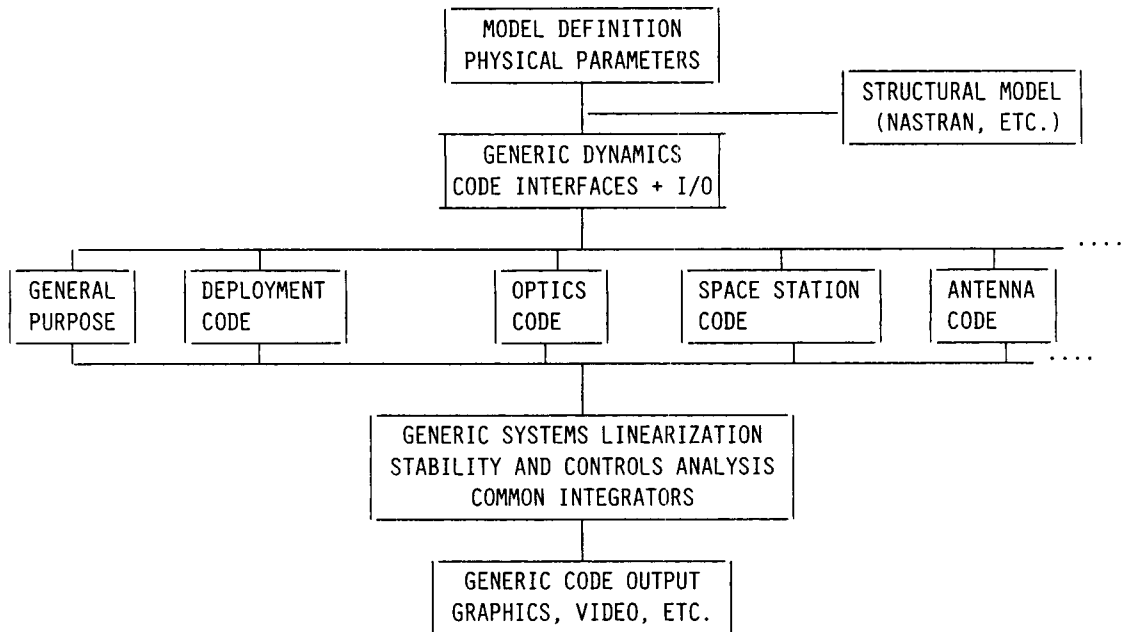 MODEL DEFINITION
PHYSICAL PARAMETERS
STRUCTURAL MODEL
(NASTRAN, ETC.)
GENERIC DYNAMICS
CODE INTERFACES + I/O
....
GENERAL
PURPOSE
DEPLOYMENT
CODE
OPTICS
CODE
SPACE STATION
CODE
ANTENNA
CODE
....
GENERIC SYSTEMS LINEARIZATION
STABILITY AND CONTROLS ANALYSIS
COMMON INTEGRATORS
GENERIC CODE OUTPUT
GRAPHICS, VIDEO, ETC.